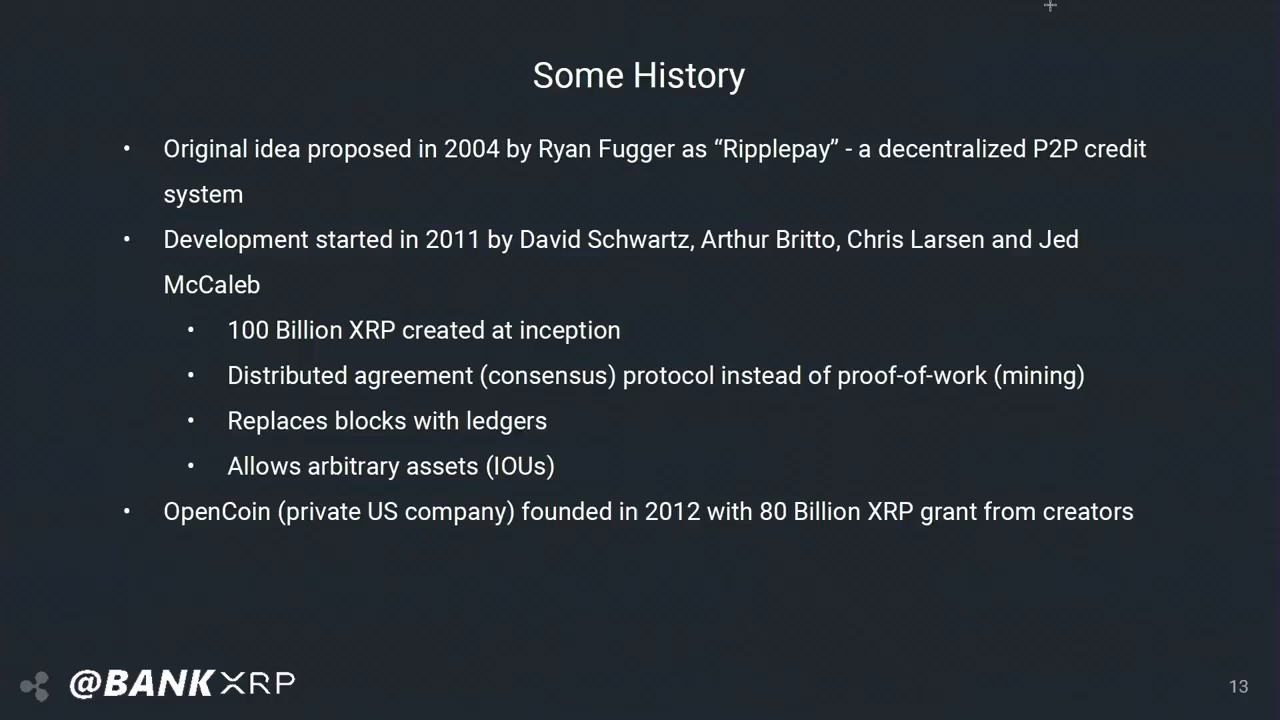 Some History
• Original idea proposed in 2004 by Ryan Fugger as “Ripplepay” - a decentralized P2P credit
system
• Development started in 2011 by David Schwartz, Arthur Britto, Chris Larsen and Jed
McCaleb
• 100 Billion XRP created at inception
• Distributed agreement (consensus) protocol instead of proof-of-work (mining)
• Replaces blocks with ledgers
• Allows arbitrary assets (IOUs)
• OpenCoin (private US company) founded in 2012 with 80 Billion XRP grant from creators
@BANKXRP
13